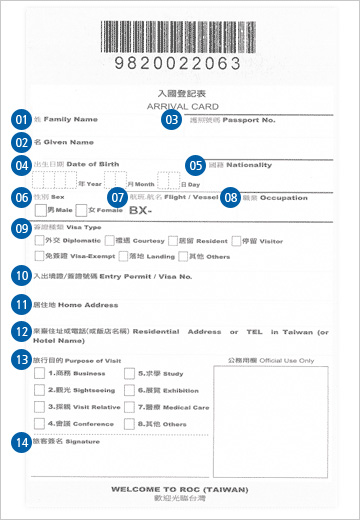 9820022063
入國登記表
ARRIVAL CARD
01 姓 Family Name 03 護照號碼 Passport No.
02 名 Given Name
04 出生日期 Date of Birth 05 國籍 Nationality
年 Year 月 Month 日 Day
06 性別 Sex 07 航班.航名 Flight / Vessel 08 職業 Occupation
男 Male 女 Female BX-
09 簽證種類 Visa Type
外交 Diplomatic 禮遇 Courtesy 居留 Resident 停留 Visitor
免簽證 Visa-Exempt 落地 Landing 其他 Others
10 入出境證/簽證號碼 Entry Permit / Visa No.
11 居住地 Home Address
12 來臺住址或電話(或飯店名稱) Residential Address or TEL in Taiwan (or
Hotel Name)
13 旅行目的 Purpose of Visit 公務用欄 Official Use Only
1.商務 Business 5.求學 Study
2.觀光 Sightseeing 6.展覽 Exhibition
3.探親 Visit Relative 7.醫療 Medical Care
4.會議 Conference 8.其他 Others
14 旅客簽名 Signature
WELCOME TO ROC (TAIWAN)
歡迎光臨台灣